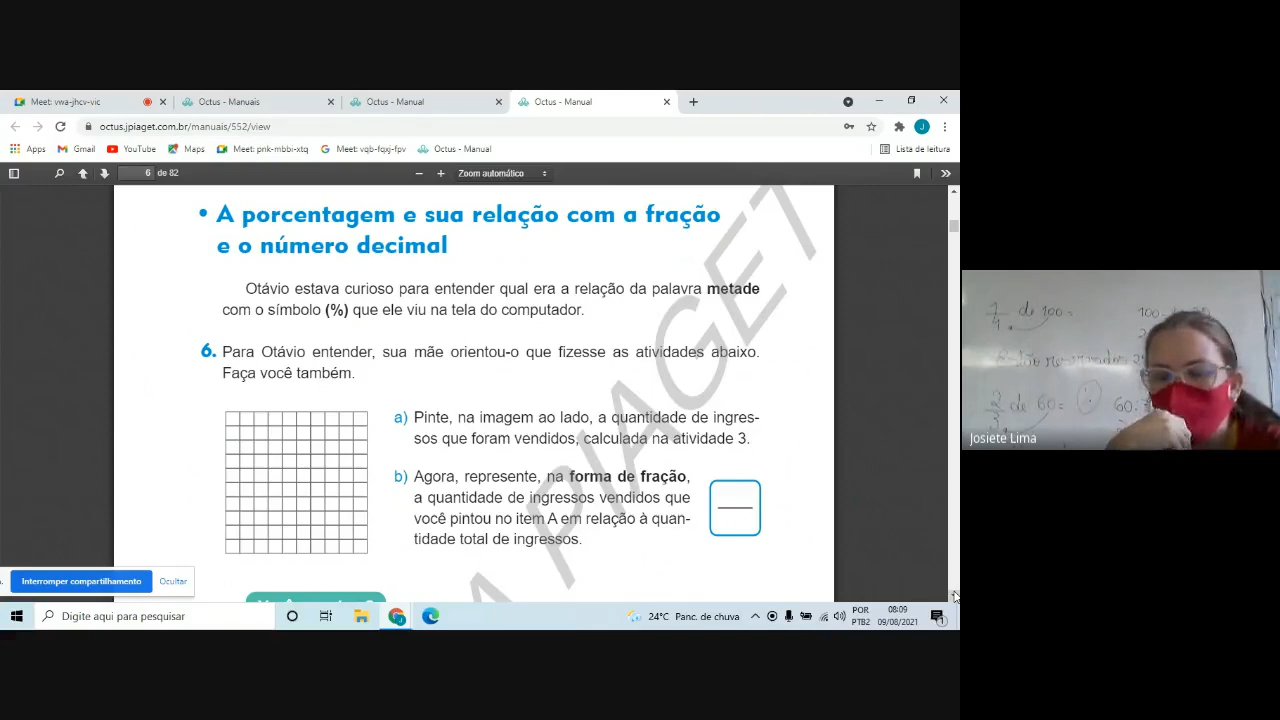 Meet: vwa-jhcv-vic
Octus - Manuais
Octus - Manual
Octus - Manual
octus.jpiaget.com.br/manuais/552/view
Apps
Gmail
YouTube
Maps
Meet: pnk-mbbi-xtq
Meet: vqb-fqxj-fpv
Octus - Manual
Lista de leitura
6 de 82
Zoom automático
• A porcentagem e sua relação com a fração
e o número decimal
Otávio estava curioso para entender qual era a relação da palavra metade
com o símbolo (%) que ele viu na tela do computador.
6. Para Otávio entender, sua mãe orientou-o que fizesse as atividades abaixo.
Faça você também.
a) Pinte, na imagem ao lado, a quantidade de ingres-
sos que foram vendidos, calculada na atividade 3.
b) Agora, represente, na forma de fração,
a quantidade de ingressos vendidos que
você pintou no item A em relação à quan-
tidade total de ingressos.
A PIAGET
Interromper compartilhamento
Ocultar
Digite aqui para pesquisar
24°C Panc. de chuva
POR
PTB2
08:09
09/08/2021
1
de 100 =
100
de 60 =
60:
Josiete Lima